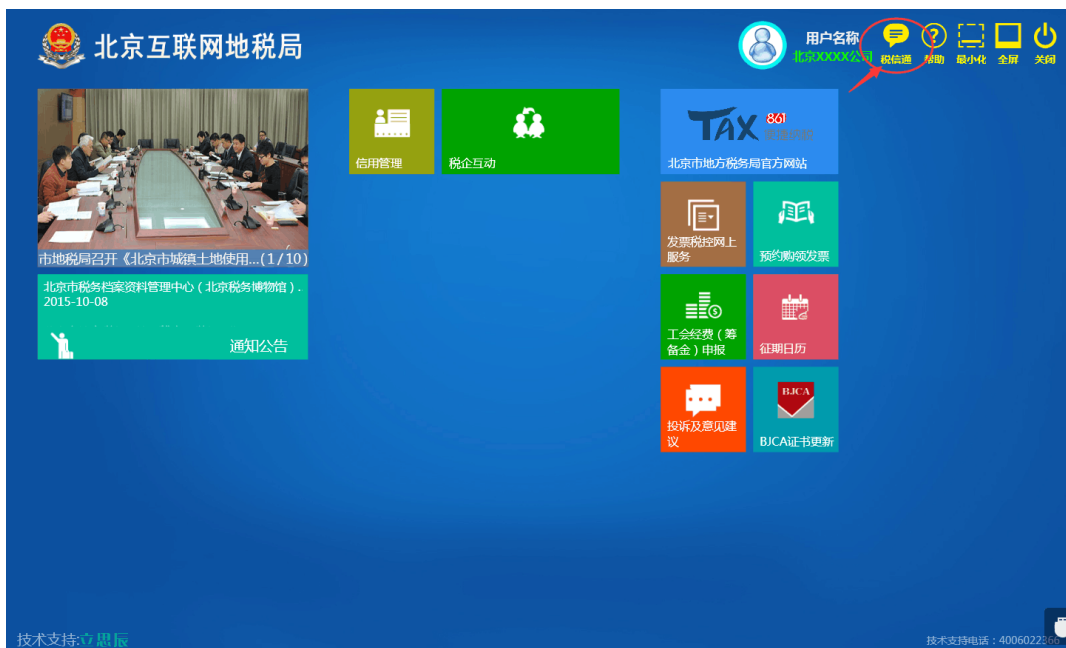 北京互联网地税局
用户名称
北京XXXX公司
税信通
帮助
最小化
全屏
关闭
市地税局召开《北京市城镇土地使用...(1/10)
北京市税务档案资料管理中心（北京税务博物馆）.
2015-10-08
通知公告
信用管理
税企互动
TAX 861
北京市地方税务局官方网站
发票税控网上
服务
预约购领发票
工会经费（筹
备金）申报
征期日历
投诉及意见建
议
BJCA
BJCA证书更新
技术支持:立思辰
技术支持电话：4006022366